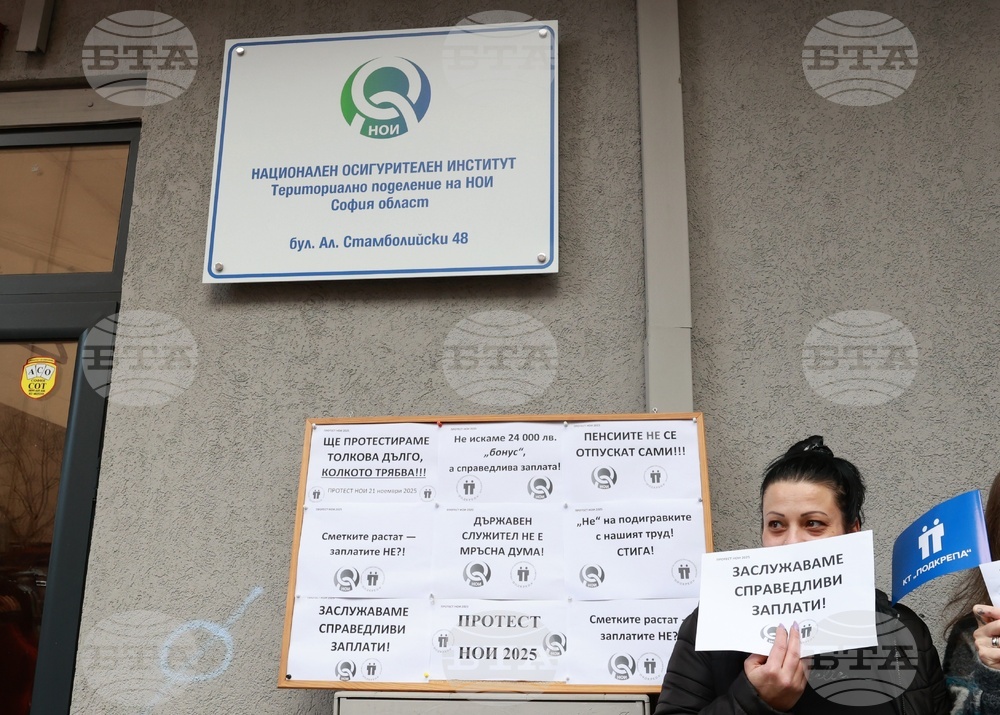 БТА
НОИ
НАЦИОНАЛЕН ОСИГУРИТЕЛЕН ИНСТИТУТ
Териториално поделение на НОИ
София област
бул. Ал. Стамболийски 48
АСО
СОТ
ЩЕ ПРОТЕСТИРАМЕ
ТОЛКОВА ДЪЛГО,
КОЛКОТО ТРЯБВА!!!
ПРОТЕСТ НОИ 21 ноември 2025
Не искаме 24 000 лв.
„бонус“,
а справедлива заплата!
ПЕНСИИТЕ НЕ СЕ
ОТПУСКАТ САМИ!!!
Сметките растат —
заплатите НЕ?!
ДЪРЖАВЕН
СЛУЖИТЕЛ НЕ Е
МРЪСНА ДУМА!
„Не“ на подигравките
с нашият труд!
СТИГА!
ЗАСЛУЖАВАМЕ
СПРАВЕДЛИВИ
ЗАПЛАТИ!
ПРОТЕСТ
НОИ 2025
Сметките растат -
заплатите НЕ?
ЗАСЛУЖАВАМЕ
СПРАВЕДЛИВИ
ЗАПЛАТИ!
КТ „ПОДКРЕПА“